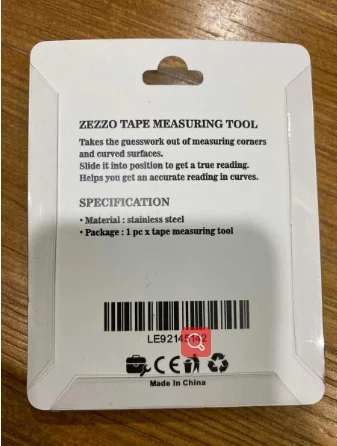 ZEZZO TAPE MEASURING TOOL
Takes the guesswork out of measuring corners
and curved surfaces.
Slide it into position to get a true reading.
Helps you get an accurate reading in curves.
SPECIFICATION
• Material : stainless steel
• Package : 1 pc x tape measuring tool
CE
Made In China